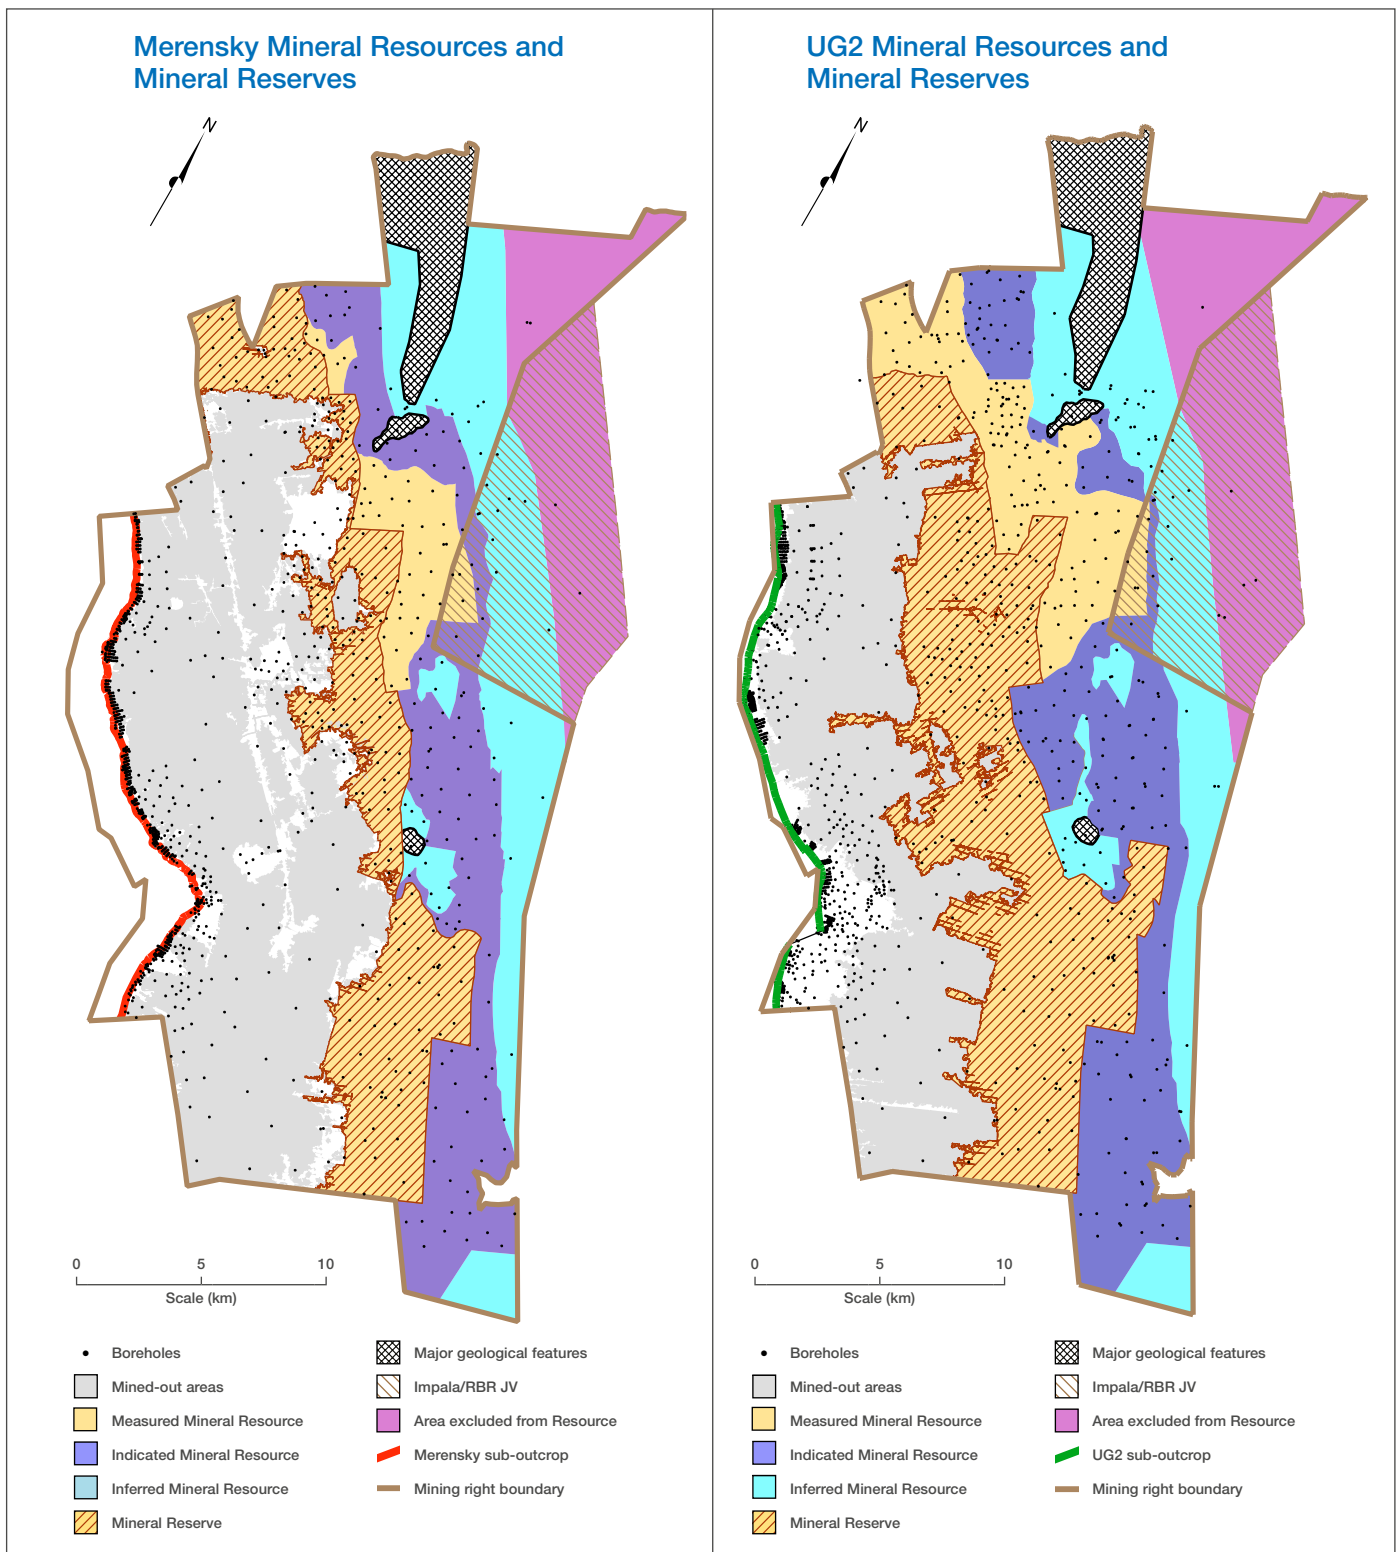 Merensky Mineral Resources and
Mineral Reserves
N
0 5 10
Scale (km)
Boreholes
Mined-out areas
Measured Mineral Resource
Indicated Mineral Resource
Inferred Mineral Resource
Mineral Reserve
Major geological features
Impala/RBR JV
Area excluded from Resource
Merensky sub-outcrop
Mining right boundary
UG2 Mineral Resources and
Mineral Reserves
N
0 5 10
Scale (km)
Boreholes
Mined-out areas
Measured Mineral Resource
Indicated Mineral Resource
Inferred Mineral Resource
Mineral Reserve
Major geological features
Impala/RBR JV
Area excluded from Resource
UG2 sub-outcrop
Mining right boundary